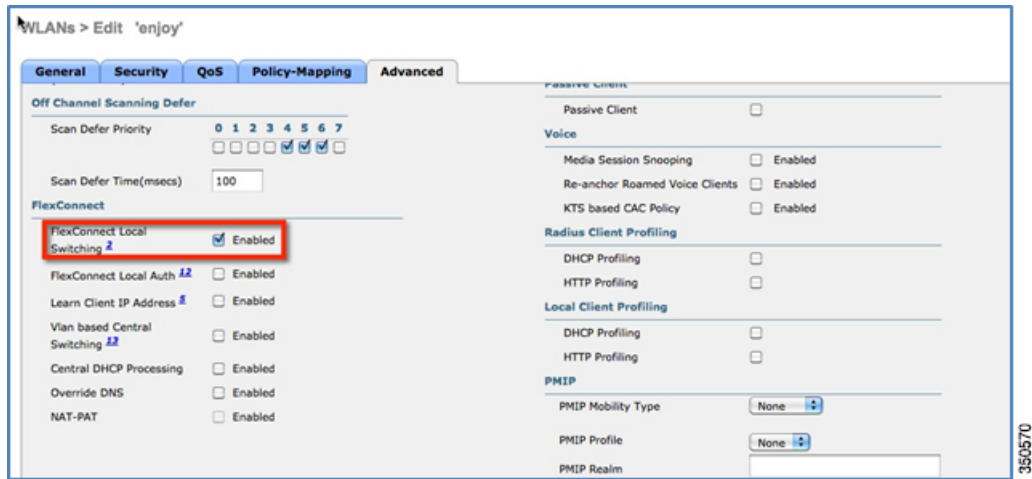 WLANs > Edit 'enjoy'
General Security QoS Policy-Mapping Advanced
Off Channel Scanning Defer
Scan Defer Priority 0 1 2 3 4 5 6 7
Scan Defer Time(msecs) 100
FlexConnect
FlexConnect Local
Switching 2 Enabled
FlexConnect Local Auth 12 Enabled
Learn Client IP Address 5 Enabled
Vlan based Central
Switching 13 Enabled
Central DHCP Processing Enabled
Override DNS Enabled
NAT-PAT Enabled
Passive Client
Passive Client
Voice
Media Session Snooping Enabled
Re-anchor Roamed Voice Clients Enabled
KTS based CAC Policy Enabled
Radius Client Profiling
DHCP Profiling
HTTP Profiling
Local Client Profiling
DHCP Profiling
HTTP Profiling
PMIP
PMIP Mobility Type None
PMIP Profile None
PMIP Realm
350570